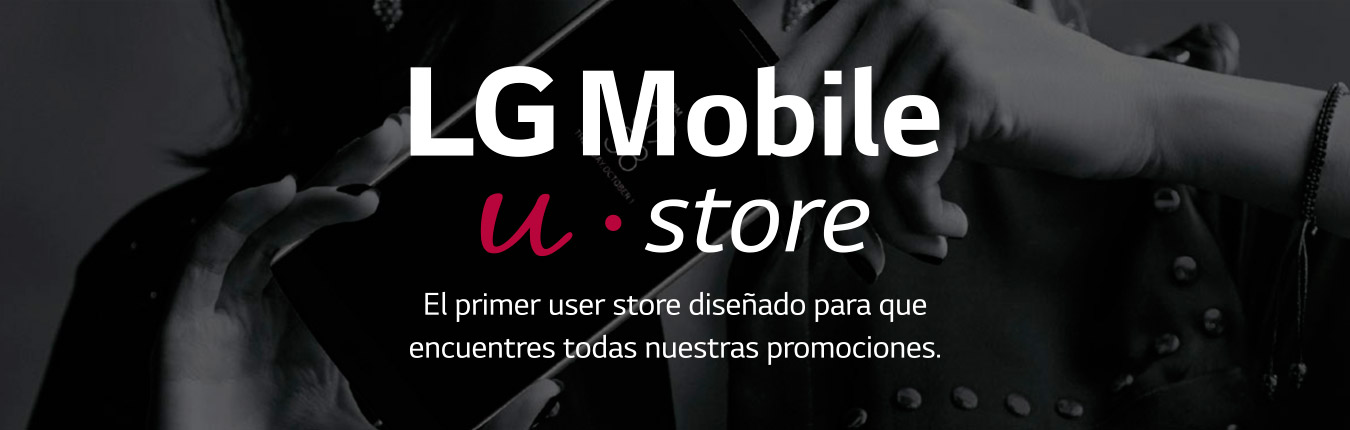 LG Mobile
u · store
El primer user store diseñado para que
encuentres todas nuestras promociones.